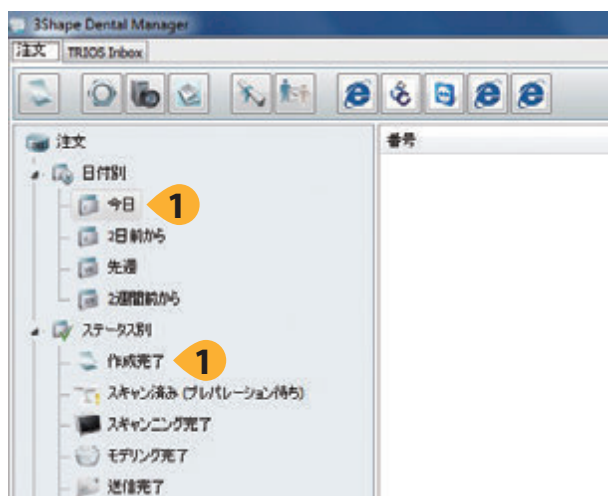 3Shape Dental Manager
注文 TRIOS Inbox
注文
番号
日付別
今日 1
2日前から
先週
2週間前から
ステータス別
作成完了 1
スキャン済み (プレパレーション待ち)
スキャンニング完了
モデリング完了
送信完了